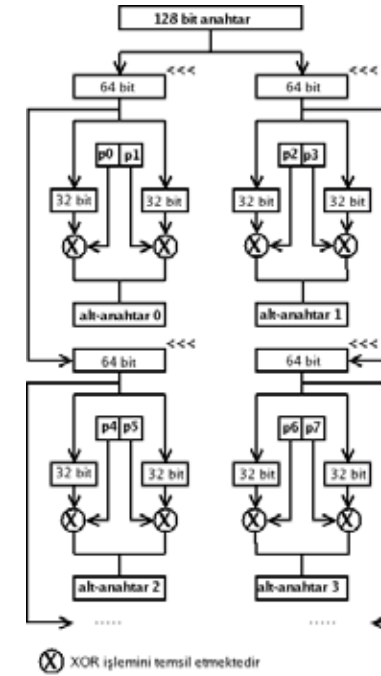 128 bit anahtar
<<< <<<
64 bit 64 bit
p0 p1 p2 p3
32 bit 32 bit 32 bit 32 bit
X X X X
alt-anahtar 0 alt-anahtar 1
<<< <<<
64 bit 64 bit
p4 p5 p6 p7
32 bit 32 bit 32 bit 32 bit
X X X X
alt-anahtar 2 alt-anahtar 3
..... .....
X XOR işlemini temsil etmektedir